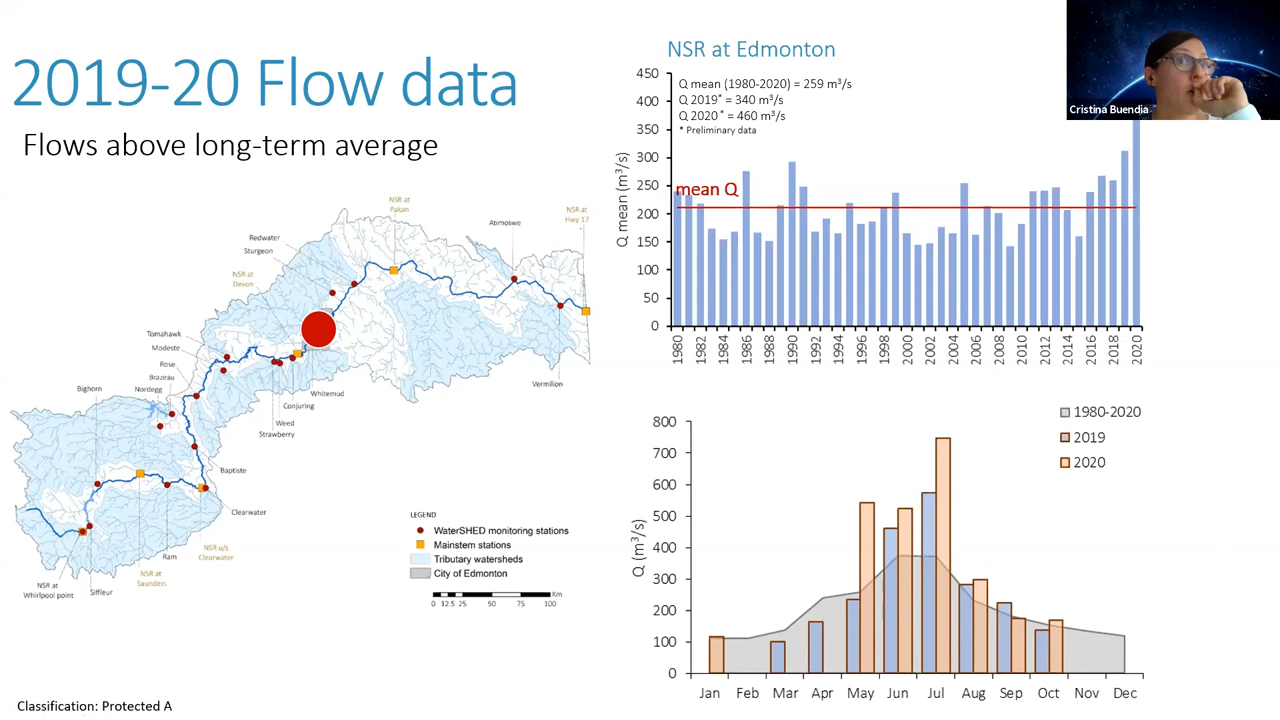 2019-20 Flow data
Flows above long-term average
NSR at Edmonton
Q mean (1980-2020) = 259 m³/s
Q 2019* = 340 m³/s
Q 2020 * = 460 m³/s
* Preliminary data
Cristina Buendia
Q mean (m³/s)
450
400
350
300
250
200
150
100
50
0
mean Q
1980
1982
1984
1986
1988
1990
1992
1994
1996
1998
2000
2002
2004
2006
2008
2010
2012
2014
2016
2018
2020
NSR at
Pakan
NSR at
Hwy 17
Atimoswe
Redwater
Sturgeon
NSR at
Devon
Tomahawk
Modeste
Rose
Brazeau
Nordegg
Bighorn
Whitemud
Conjuring
Weed
Strawberry
Vermilion
Baptiste
Clearwater
NSR u/s
Clearwater
Ram
NSR at
Saunders
Siffleur
NSR at
Whirlpool point
LEGEND
WaterSHED monitoring stations
Mainstem stations
Tributary watersheds
City of Edmonton
Km
0 12.5 25 50 75 100
Q (m³/s)
800
700
600
500
400
300
200
100
0
1980-2020
2019
2020
Jan Feb Mar Apr May Jun Jul Aug Sep Oct Nov Dec
Classification: Protected A